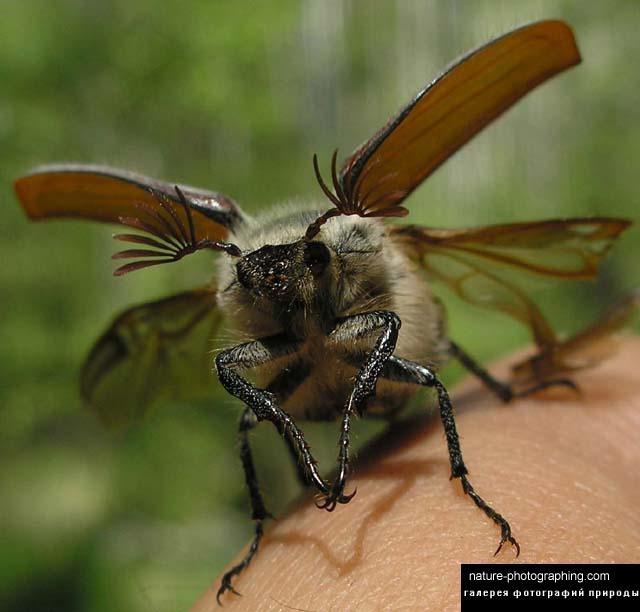 nature-photographing.com
галерея фотографий природы